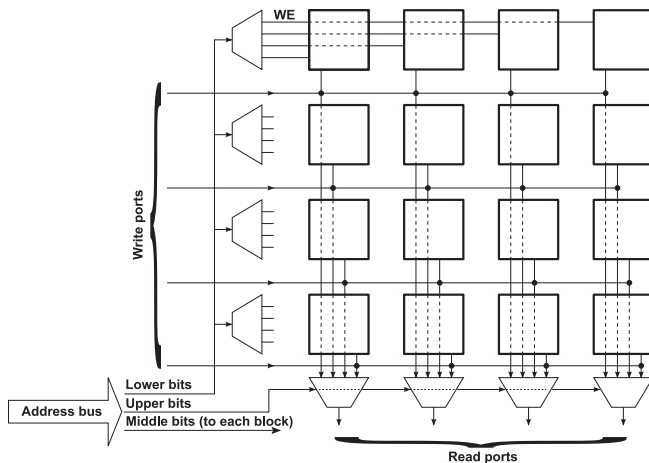 WE
Write ports
Lower bits
Address bus
Upper bits
Middle bits (to each block)
Read ports